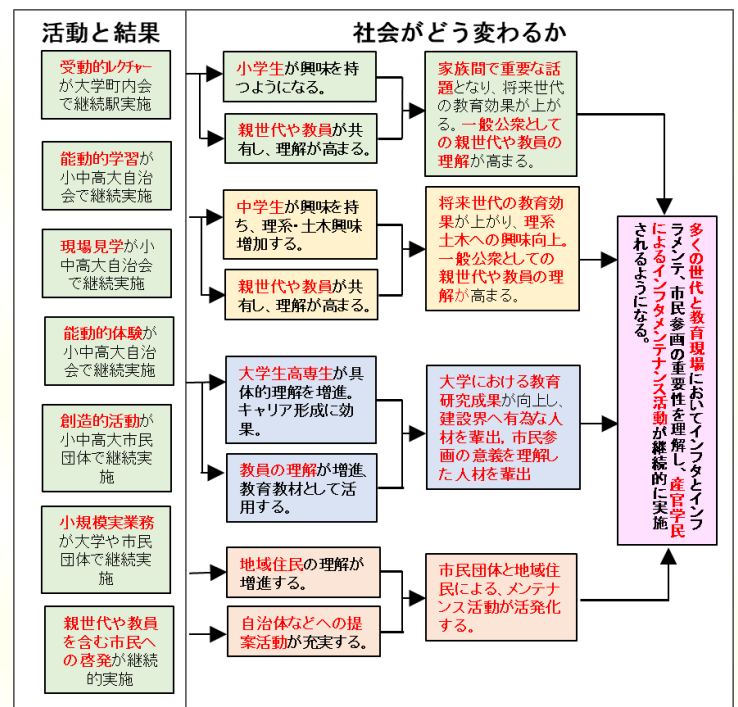 活動と結果
社会がどう変わるか
受動的レクチャー
が大学町内会
で継続駅実施
能動的学習が
小中高大自治
会で継続実施
現場見学が小
中高大自治会
で継続実施
能動的体験が
小中高大自治
会で継続実施
創造的活動が
小中高大市民
団体で継続実
施
小規模実業務
が大学や市民
団体で継続実
施
親世代や教員
を含む市民へ
の啓発が継続
的実施
小学生が興味を持
つようになる。
親世代や教員が共
有し、理解が高まる。
中学生が興味を持
ち、理系・土木興味
増加する。
親世代や教員が共
有し、理解が高まる。
大学生高専生が具
体的理解を増進。
キャリア形成に効
果。
教員の理解が増進
教育教材として活
用する。
地域住民の理解が
増進する。
自治体などへの提
案活動が充実する。
家族間で重要な話
題となり、将来世代
の教育効果が上が
る。一般公衆として
の親世代や教員の
理解が高まる。
将来世代の教育効
果が上がり、理系
土木への興味向上。
一般公衆としての
親世代や教員の理
解が高まる。
大学における教育
研究成果が向上し、
建設界へ有為な人
材を輩出，市民参
画の意義を理解し
た人材を輩出
市民団体と地域住
民による、メンテナ
ンス活動が活発化
する。
多くの世代と教育現場においてインフタとインフ
ラメンテ、市民参画の重要性を理解し、産官学民
によるインフタメンテナンス活動が継続的に実施
されるようになる。